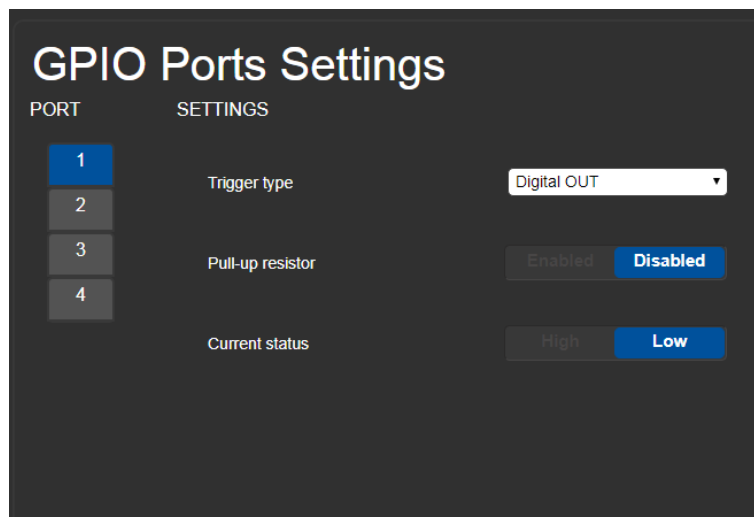 GPIO Ports Settings
PORT SETTINGS
1
Trigger type Digital OUT
2
3
Pull-up resistor Enabled Disabled
4
Current status High Low